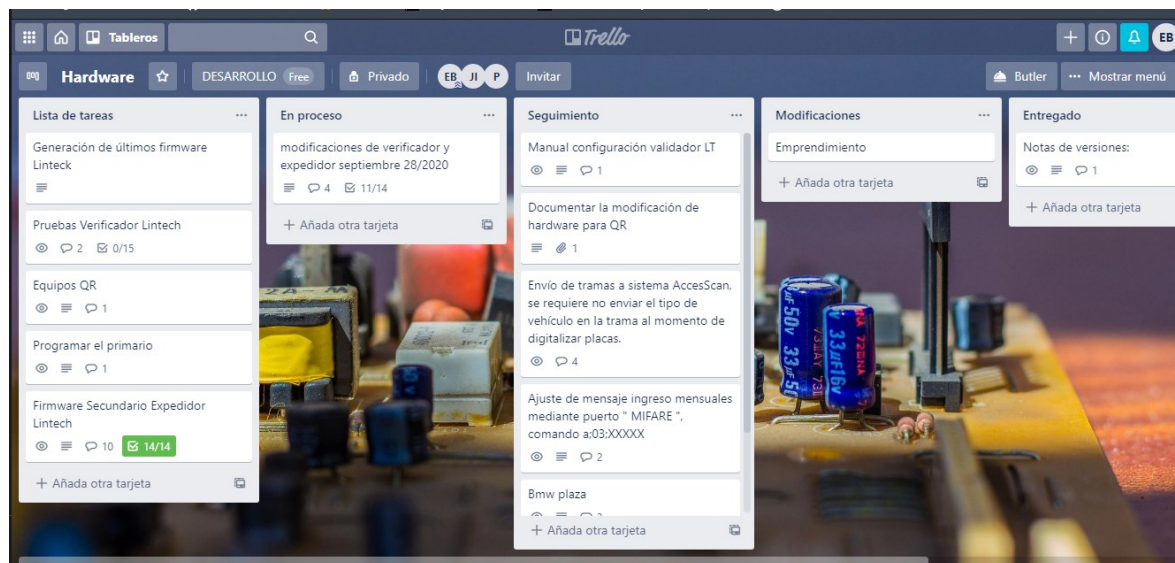 Tableros
Trello
EB
Hardware
DESARROLLO Free
Privado
EB JI P
Invitar
Butler
Mostrar menú
Lista de tareas
Generación de últimos firmware
Linteck
Pruebas Verificador Lintech
2 0/15
Equipos QR
1
Programar el primario
1
Firmware Secundario Expedidor
Lintech
10 14/14
+ Añada otra tarjeta
En proceso
modificaciones de verificador y
expedidor septiembre 28/2020
4 11/14
+ Añada otra tarjeta
Seguimiento
Manual configuración validador LT
1
Documentar la modificación de
hardware para QR
1
Envío de tramas a sistema AccesScan,
se requiere no enviar el tipo de
vehículo en la trama al momento de
digitalizar placas.
4
Ajuste de mensaje ingreso mensuales
mediante puerto " MIFARE ",
comando a;03;XXXXX
2
Bmw plaza
+ Añada otra tarjeta
Modificaciones
Emprendimiento
+ Añada otra tarjeta
Entregado
Notas de versiones:
1
+ Añada otra tarjeta
33µF16v